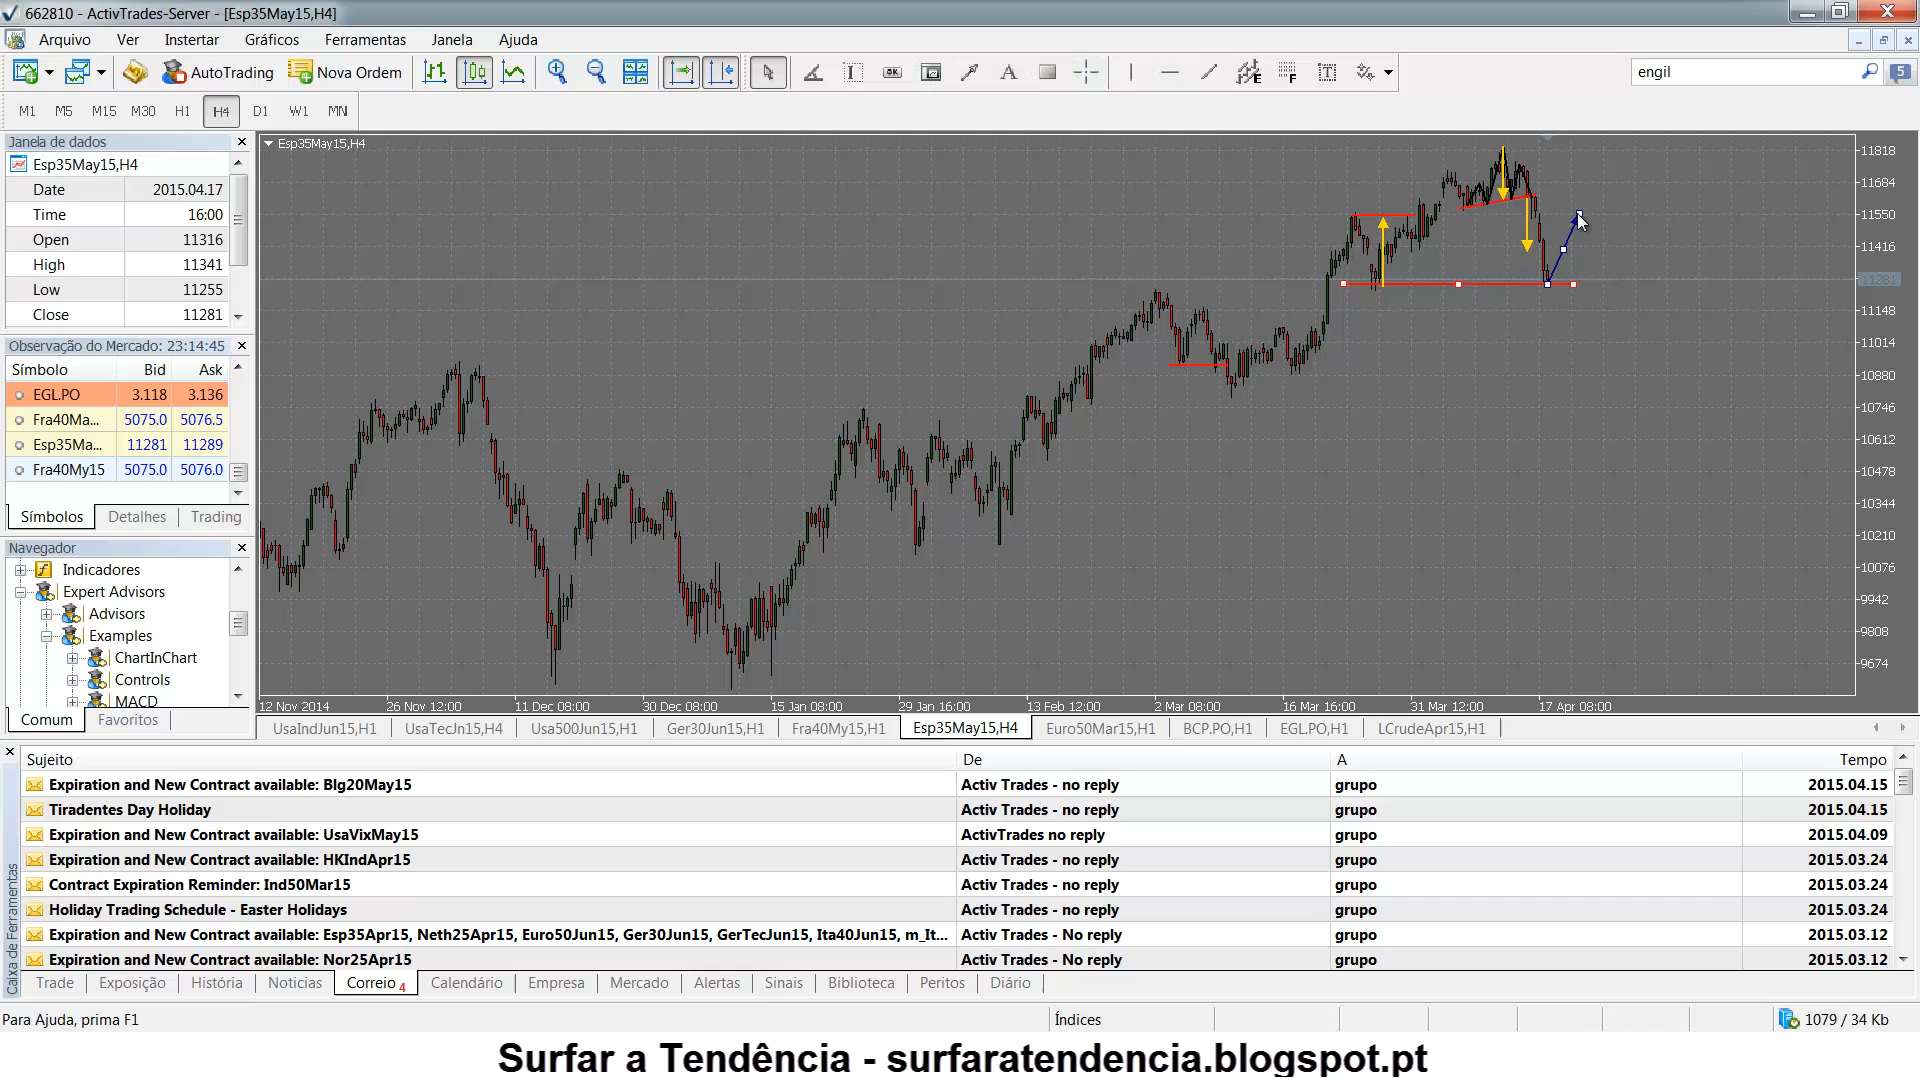 662810 - ActivTrades-Server - [Esp35May15,H4]
Arquivo Ver Instertar Gráficos Ferramentas Janela Ajuda
AutoTrading Nova Ordem engil 5
M1 M5 M15 M30 H1 H4 D1 W1 MN
Janela de dados
Esp35May15,H4
Date 2015.04.17
Time 16:00
Open 11316
High 11341
Low 11255
Close 11281
Observação do Mercado: 23:14:45
Símbolo Bid Ask
EGL.PO 3.118 3.136
Fra40Ma... 5075.0 5076.5
Esp35Ma... 11281 11289
Fra40My15 5075.0 5076.0
Símbolos Detalhes Trading
Navegador
Indicadores
Expert Advisors
Advisors
Examples
ChartInChart
Controls
MACD
Comum Favoritos
Esp35May15,H4
11818
11684
11550
11416
11281
11148
11014
10880
10746
10612
10478
10344
10210
10076
9942
9808
9674
12 Nov 2014 26 Nov 12:00 11 Dec 08:00 30 Dec 08:00 15 Jan 08:00 29 Jan 16:00 13 Feb 12:00 2 Mar 08:00 16 Mar 16:00 31 Mar 12:00 17 Apr 08:00
UsaIndJun15,H1 UsaTecJn15,H4 Usa500Jun15,H1 Ger30Jun15,H1 Fra40My15,H1 Esp35May15,H4 Euro50Mar15,H1 BCP.PO,H1 EGL.PO,H1 LCrudeApr15,H1
Sujeito De A Tempo
Expiration and New Contract available: Blg20May15 Activ Trades - no reply grupo 2015.04.15
Tiradentes Day Holiday Activ Trades - no reply grupo 2015.04.15
Expiration and New Contract available: UsaVixMay15 ActivTrades no reply grupo 2015.04.09
Expiration and New Contract available: HKIndApr15 Activ Trades - no reply grupo 2015.03.24
Contract Expiration Reminder: Ind50Mar15 Activ Trades - no reply grupo 2015.03.24
Holiday Trading Schedule - Easter Holidays Activ Trades - no reply grupo 2015.03.24
Expiration and New Contract available: Esp35Apr15, Neth25Apr15, Euro50Jun15, Ger30Jun15, GerTecJun15, Ita40Jun15, m_It... Activ Trades - No reply grupo 2015.03.12
Expiration and New Contract available: Nor25Apr15 Activ Trades - No reply grupo 2015.03.12
Caixa de Ferramentas
Trade Exposição História Noticias Correio 4 Calendário Empresa Mercado Alertas Sinais Biblioteca Peritos Diário
Para Ajuda, prima F1 Índices 1079 / 34 Kb
Surfar a Tendência - surfaratendencia.blogspot.pt